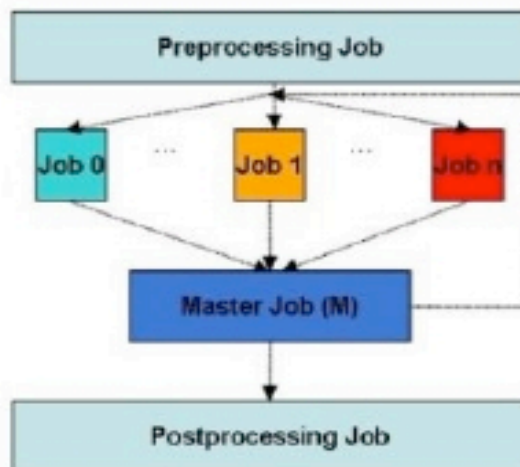 Preprocessing Job
Job 0 ... Job 1 ... Job n
Master Job (M)
Postprocessing Job